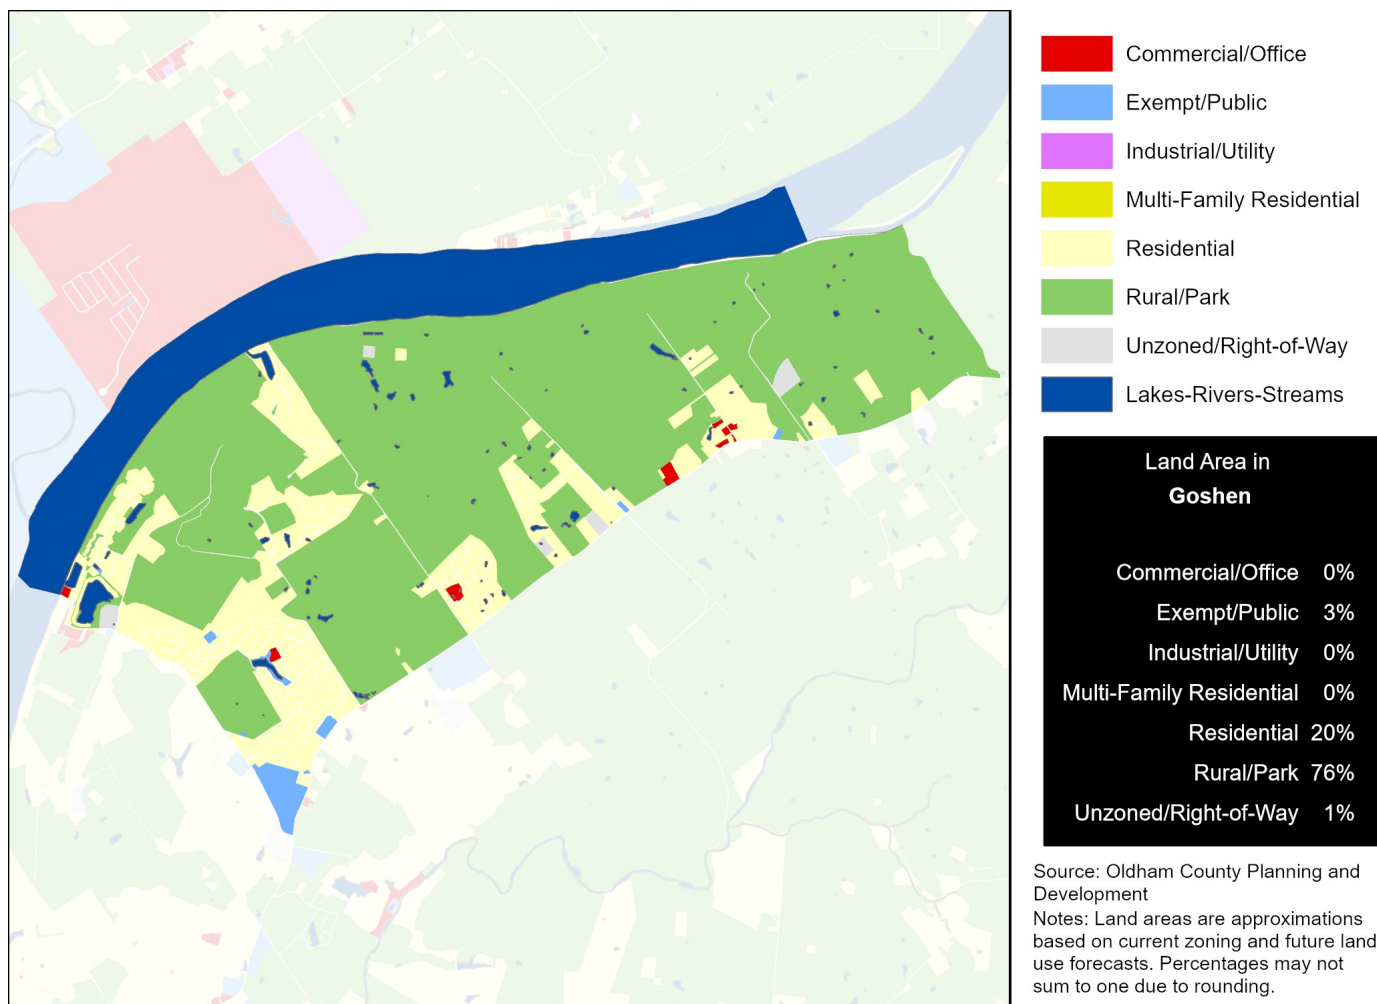 Commercial/Office
Exempt/Public
Industrial/Utility
Multi-Family Residential
Residential
Rural/Park
Unzoned/Right-of-Way
Lakes-Rivers-Streams
Land Area in
Goshen
Commercial/Office 0%
Exempt/Public 3%
Industrial/Utility 0%
Multi-Family Residential 0%
Residential 20%
Rural/Park 76%
Unzoned/Right-of-Way 1%
Source: Oldham County Planning and
Development
Notes: Land areas are approximations
based on current zoning and future land
use forecasts. Percentages may not
sum to one due to rounding.